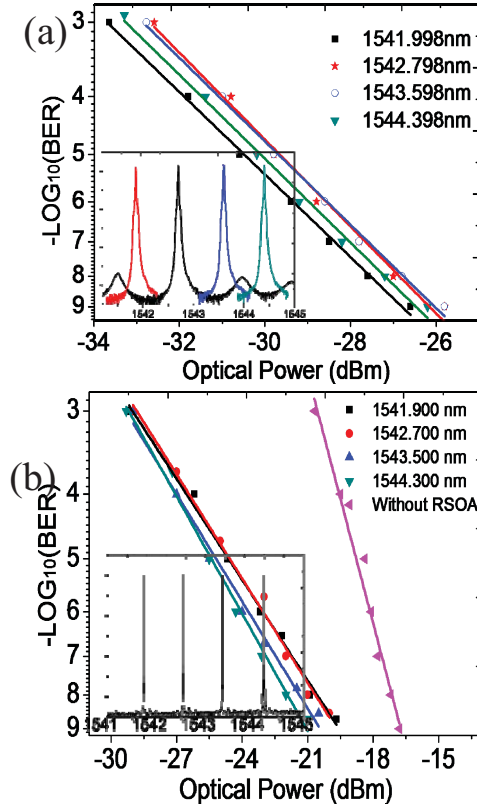 (a)
3
4
5
6
7
8
9
-LOG10(BER)
1541.998nm
1542.798nm
1543.598nm
1544.398nm
1542 1543 1544 1545
-34 -32 -30 -28 -26
Optical Power (dBm)
(b)
3
4
5
6
7
8
9
-LOG10(BER)
1541.900 nm
1542.700 nm
1543.500 nm
1544.300 nm
Without RSOA
1541 1542 1543 1544 1545
-30 -27 -24 -21 -18 -15
Optical Power (dBm)